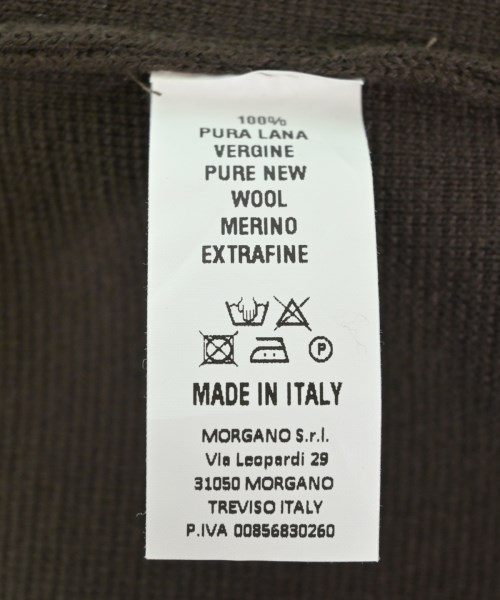 100%
PURA LANA
VERGINE
PURE NEW
WOOL
MERINO
EXTRAFINE
P
MADE IN ITALY
MORGANO S.r.l.
Via Leopardi 29
31050 MORGANO
TREVISO ITALY
P.IVA 00856830260